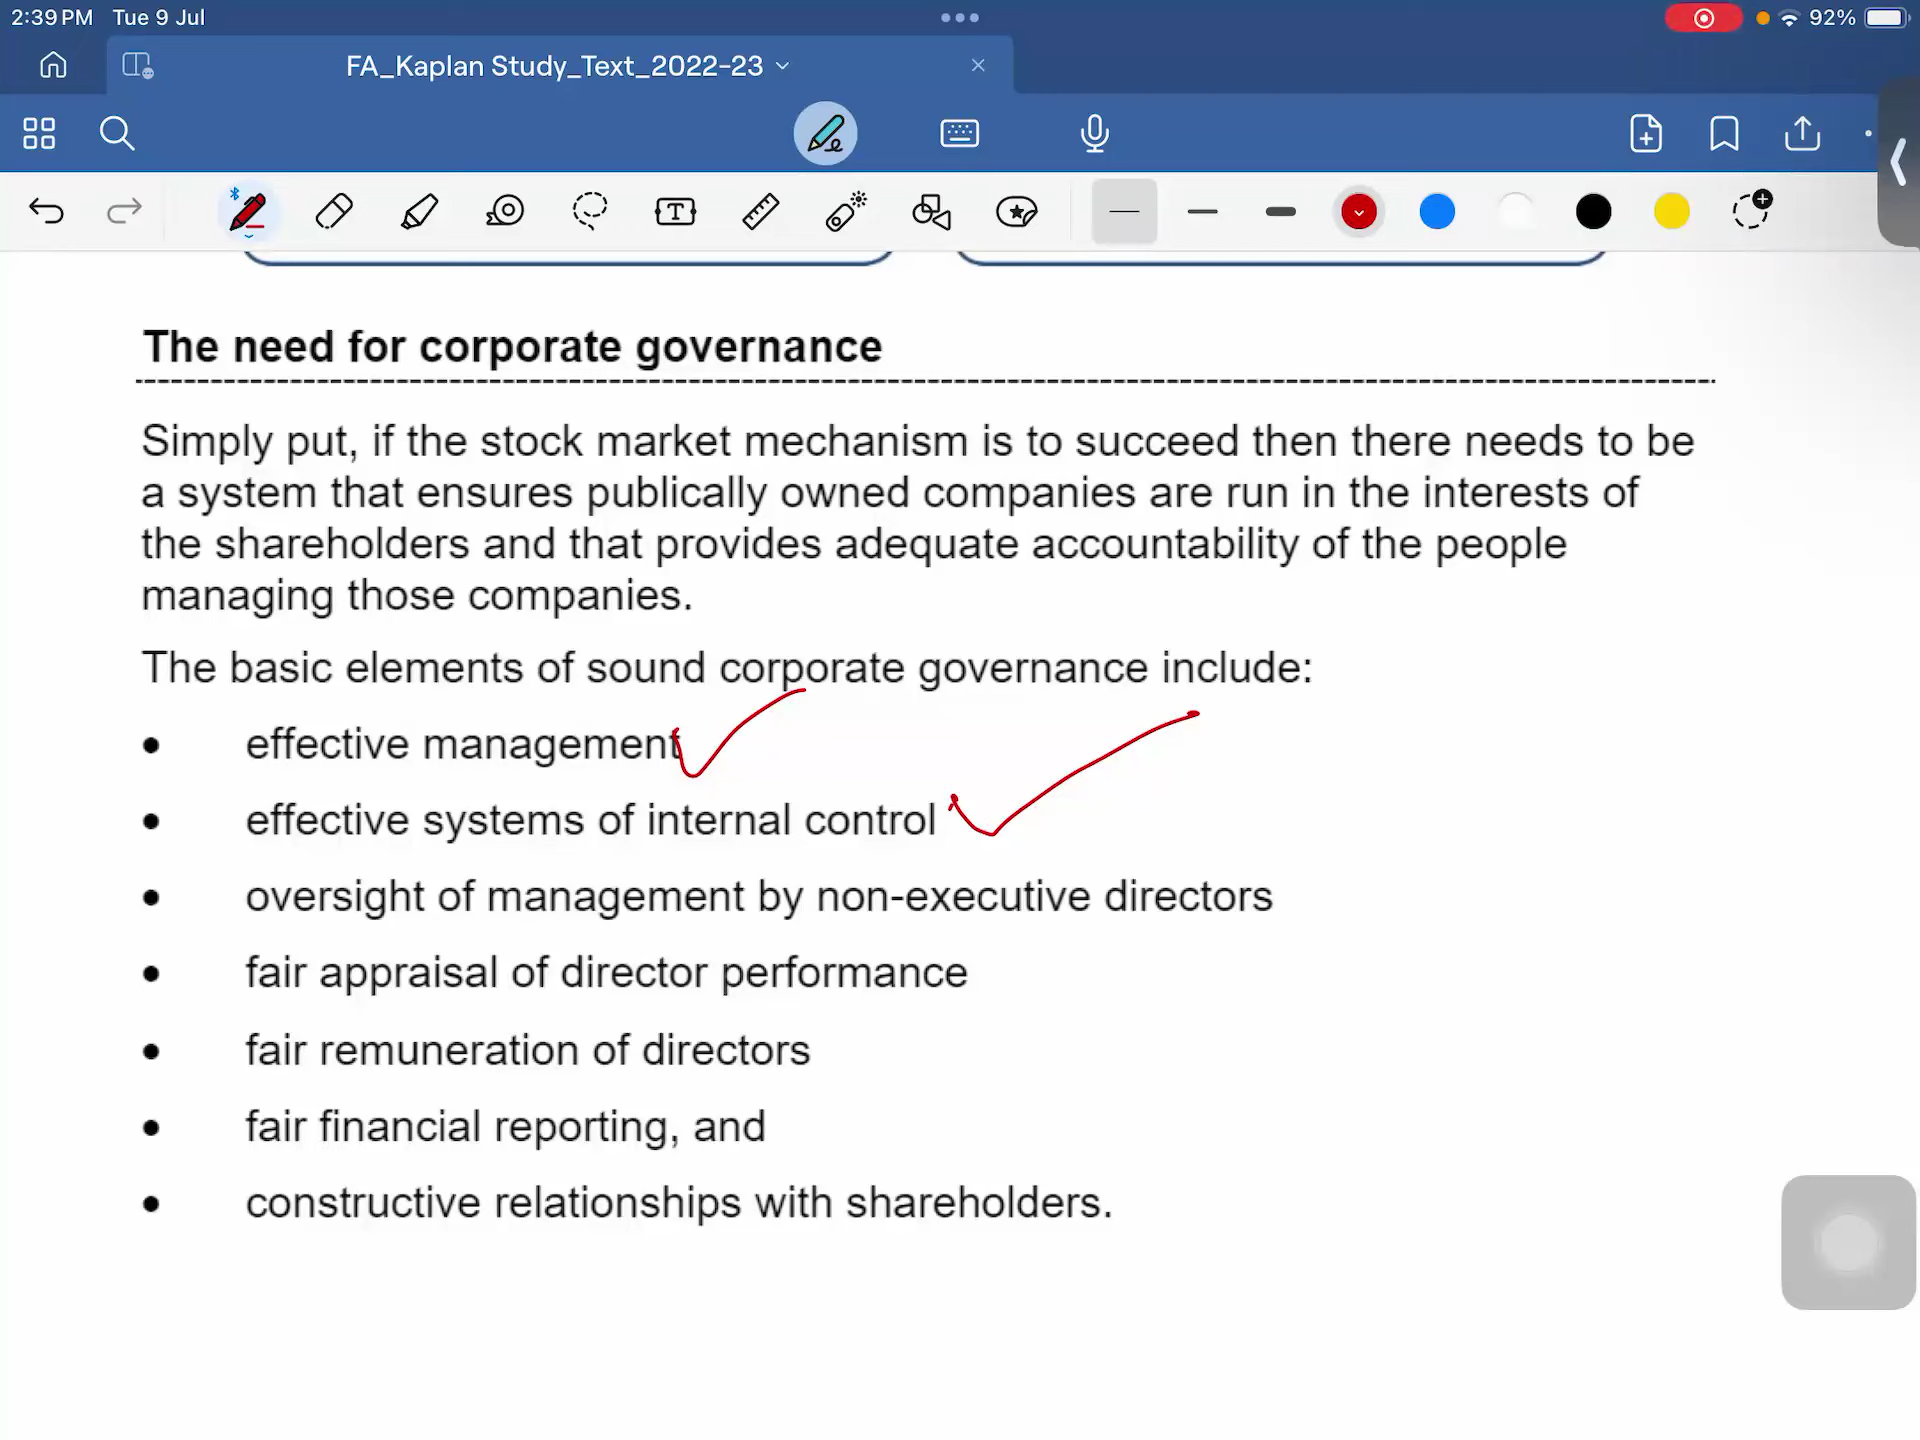 2:39 PM Tue 9 Jul
92%
FA_Kaplan Study_Text_2022-23
The need for corporate governance
Simply put, if the stock market mechanism is to succeed then there needs to be
a system that ensures publically owned companies are run in the interests of
the shareholders and that provides adequate accountability of the people
managing those companies.
The basic elements of sound corporate governance include:
• effective management
• effective systems of internal control
• oversight of management by non-executive directors
• fair appraisal of director performance
• fair remuneration of directors
• fair financial reporting, and
• constructive relationships with shareholders.